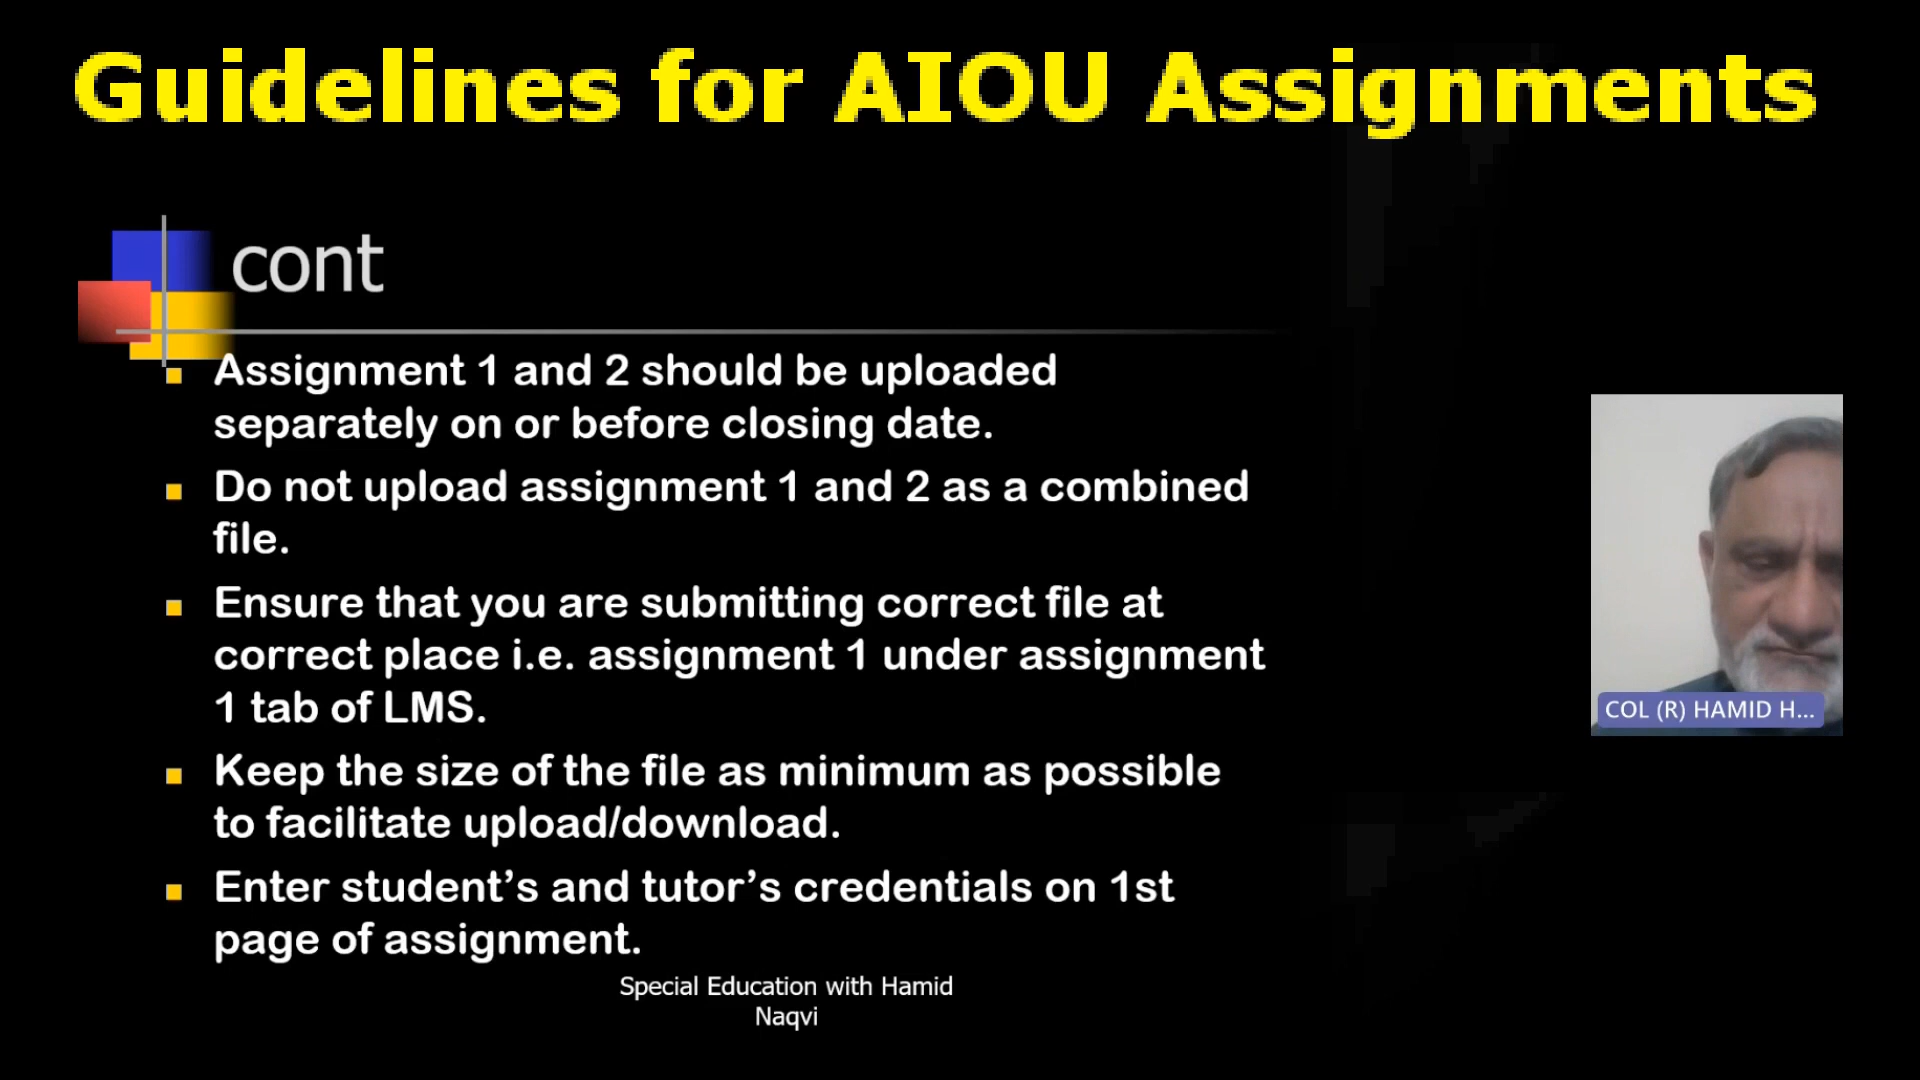 Guidelines for AIOU Assignments
cont
Assignment 1 and 2 should be uploaded
separately on or before closing date.
Do not upload assignment 1 and 2 as a combined
file.
Ensure that you are submitting correct file at
correct place i.e. assignment 1 under assignment
1 tab of LMS.
Keep the size of the file as minimum as possible
to facilitate upload/download.
Enter student’s and tutor’s credentials on 1st
page of assignment.
COL (R) HAMID H...
Special Education with Hamid
Naqvi